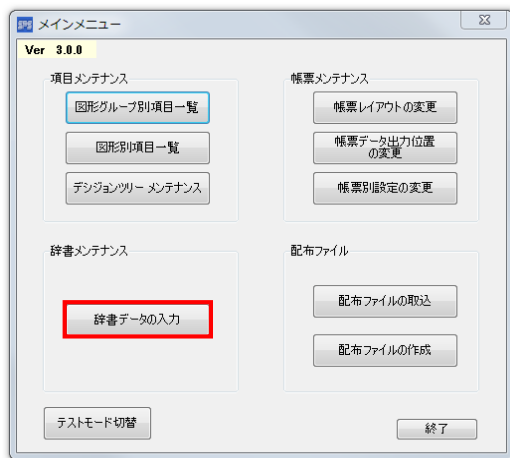 SPS メインメニュー
Ver 3.0.0
項目メンテナンス
図形グループ別項目一覧
図形別項目一覧
デシジョンツリー メンテナンス
帳票メンテナンス
帳票レイアウトの変更
帳票データ出力位置
の変更
帳票別設定の変更
辞書メンテナンス
辞書データの入力
配布ファイル
配布ファイルの取込
配布ファイルの作成
テストモード切替
終了